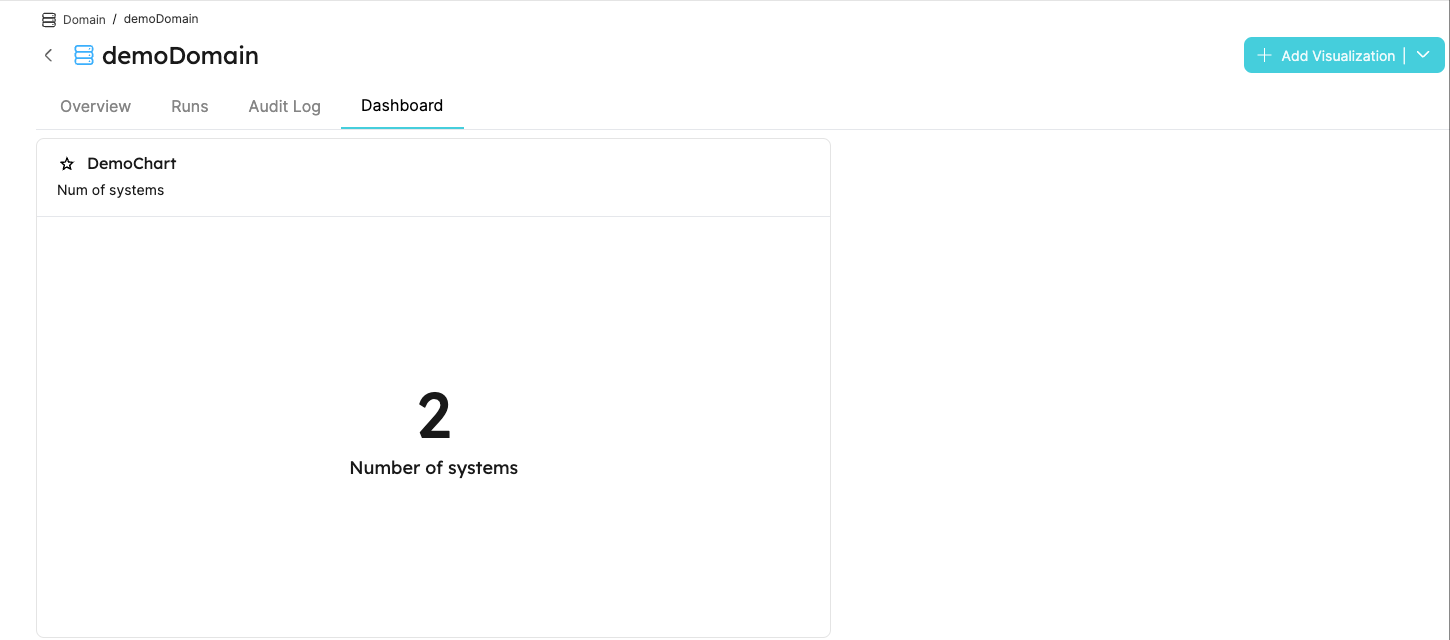 Domain / demoDomain
demoDomain
Add Visualization
Overview Runs Audit Log Dashboard
DemoChart
Num of systems
2
Number of systems